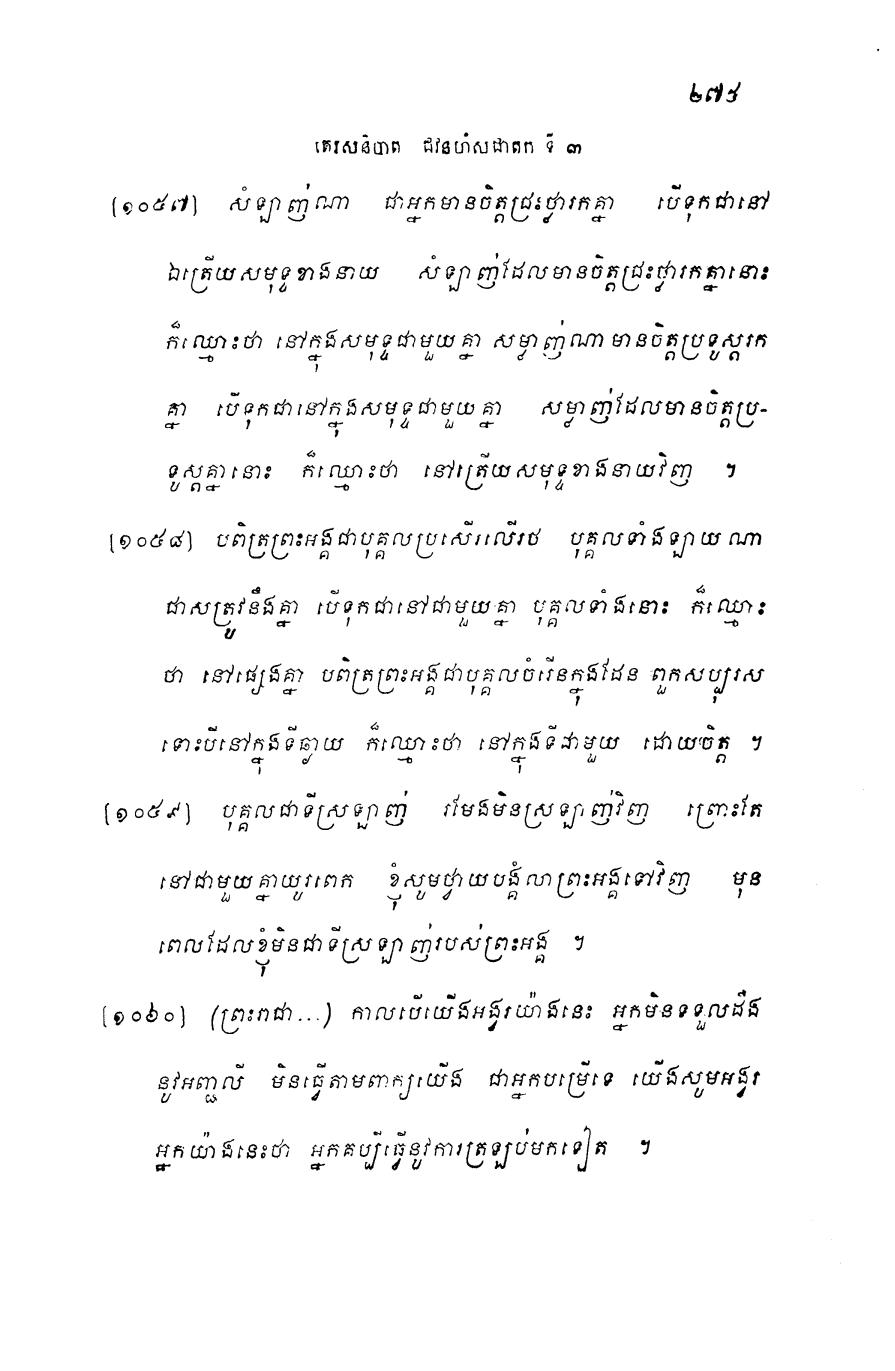 ២៧៥
តេរសនិបាត ជវនហំសជាតក ទី ៣
[១០៥៧] សំឡាញ់ណា ជាអ្នកមានចិត្តជ្រះថ្លារកគ្នា បើទុកជានៅ
ឯត្រើយសមុទ្ទខាងនាយ សំឡាញ់ដែលមានចិត្តជ្រះថ្លារកគ្នានោះ
ក៏ឈ្មោះថា នៅក្នុងសមុទ្ទជាមួយគ្នា សម្លាញ់ណាមានចិត្តប្រទូស្តរក
គ្នា បើទុកជានៅក្នុងសមុទ្ទជាមួយគ្នា សម្លាញ់ដែលមានចិត្តប្រ-
ទូស្តគ្នានោះ ក៏ឈ្មោះថា នៅត្រើយសមុទ្ទខាងនាយវិញ ។
[១០៥៨] បពិត្រព្រះអង្គជាបុគ្គលប្រសើរលើរថ បុគ្គលទាំងឡាយណា
ជាសត្រូវនឹងគ្នា បើទុកជានៅជាមួយគ្នា បុគ្គលទាំងនោះ ក៏ឈ្មោះ
ថា នៅផ្សេងគ្នា បពិត្រព្រះអង្គជាបុគ្គលចំរើនក្នុងដែន ពួកសប្បុរស
ទោះបីនៅក្នុងទីឆ្ងាយ ក៏ឈ្មោះថា នៅក្នុងទីជាមួយ ដោយចិត្ត ។
[១០៥៩] បុគ្គលជាទីស្រឡាញ់ រមែងមិនស្រឡាញ់វិញ ព្រោះតែ
នៅជាមួយគ្នាយូរពេក ខ្ញុំសូមថ្វាយបង្គំលាព្រះអង្គទៅវិញ មុន
ពេលដែលខ្ញុំមិនជាទីស្រឡាញ់របស់ព្រះអង្គ ។
[១០៦០] (ព្រះរាជា...) កាលបើយើងអង្វរយ៉ាងនេះ អ្នកមិនទទួលដឹង
នូវអញ្ជលី មិនធ្វើតាមពាក្យយើង ជាអ្នកបម្រើទេ យើងសូមអង្វរ
អ្នកយ៉ាងនេះថា អ្នកគប្បីធ្វើនូវការត្រឡប់មកទៀត ។